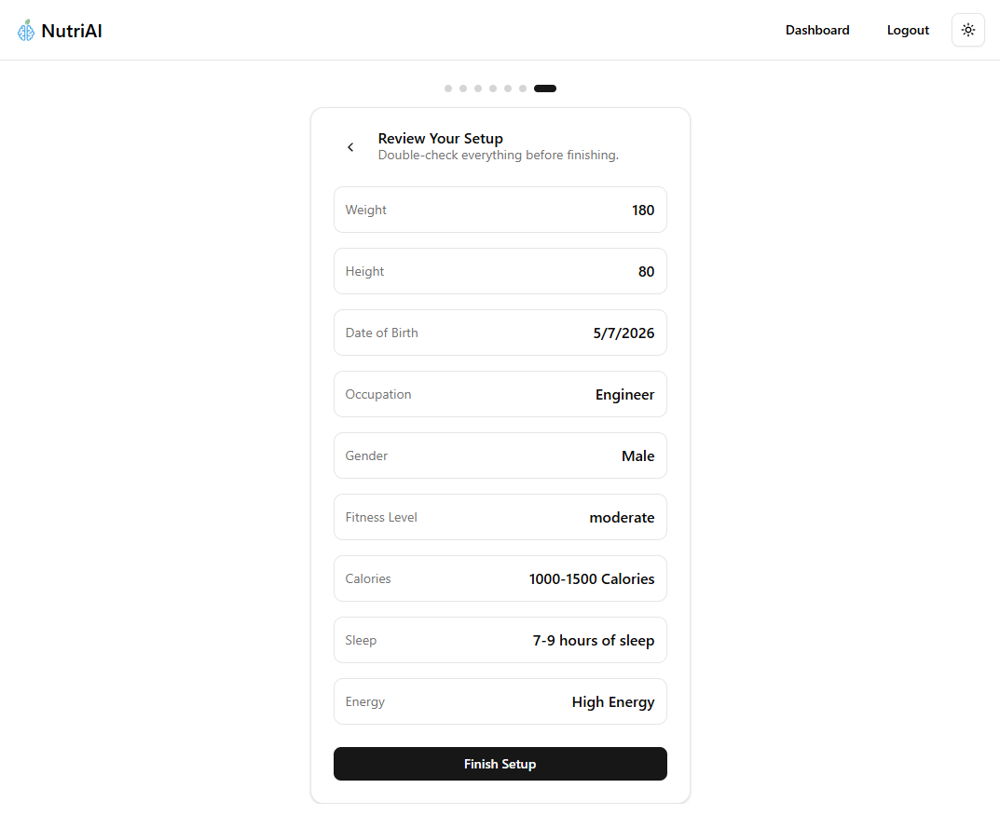 NutriAI
Dashboard
Logout
Review Your Setup
Double-check everything before finishing.
Weight 180
Height 80
Date of Birth 5/7/2026
Occupation Engineer
Gender Male
Fitness Level moderate
Calories 1000-1500 Calories
Sleep 7-9 hours of sleep
Energy High Energy
Finish Setup